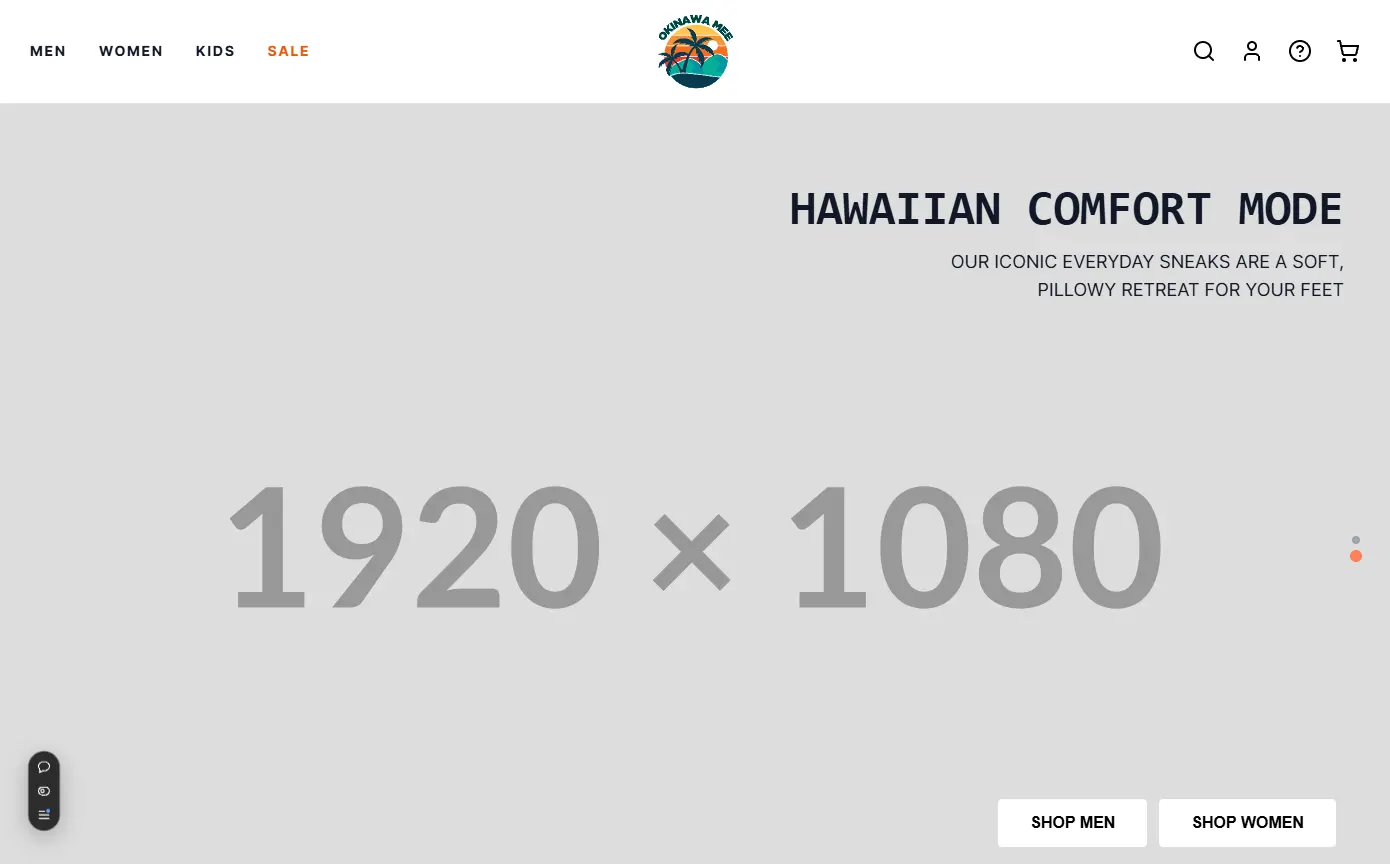 MEN
WOMEN
KIDS
SALE
OKINAWA MEE
HAWAIIAN COMFORT MODE
OUR ICONIC EVERYDAY SNEAKS ARE A SOFT,
PILLOWY RETREAT FOR YOUR FEET
1920 × 1080
SHOP MEN
SHOP WOMEN